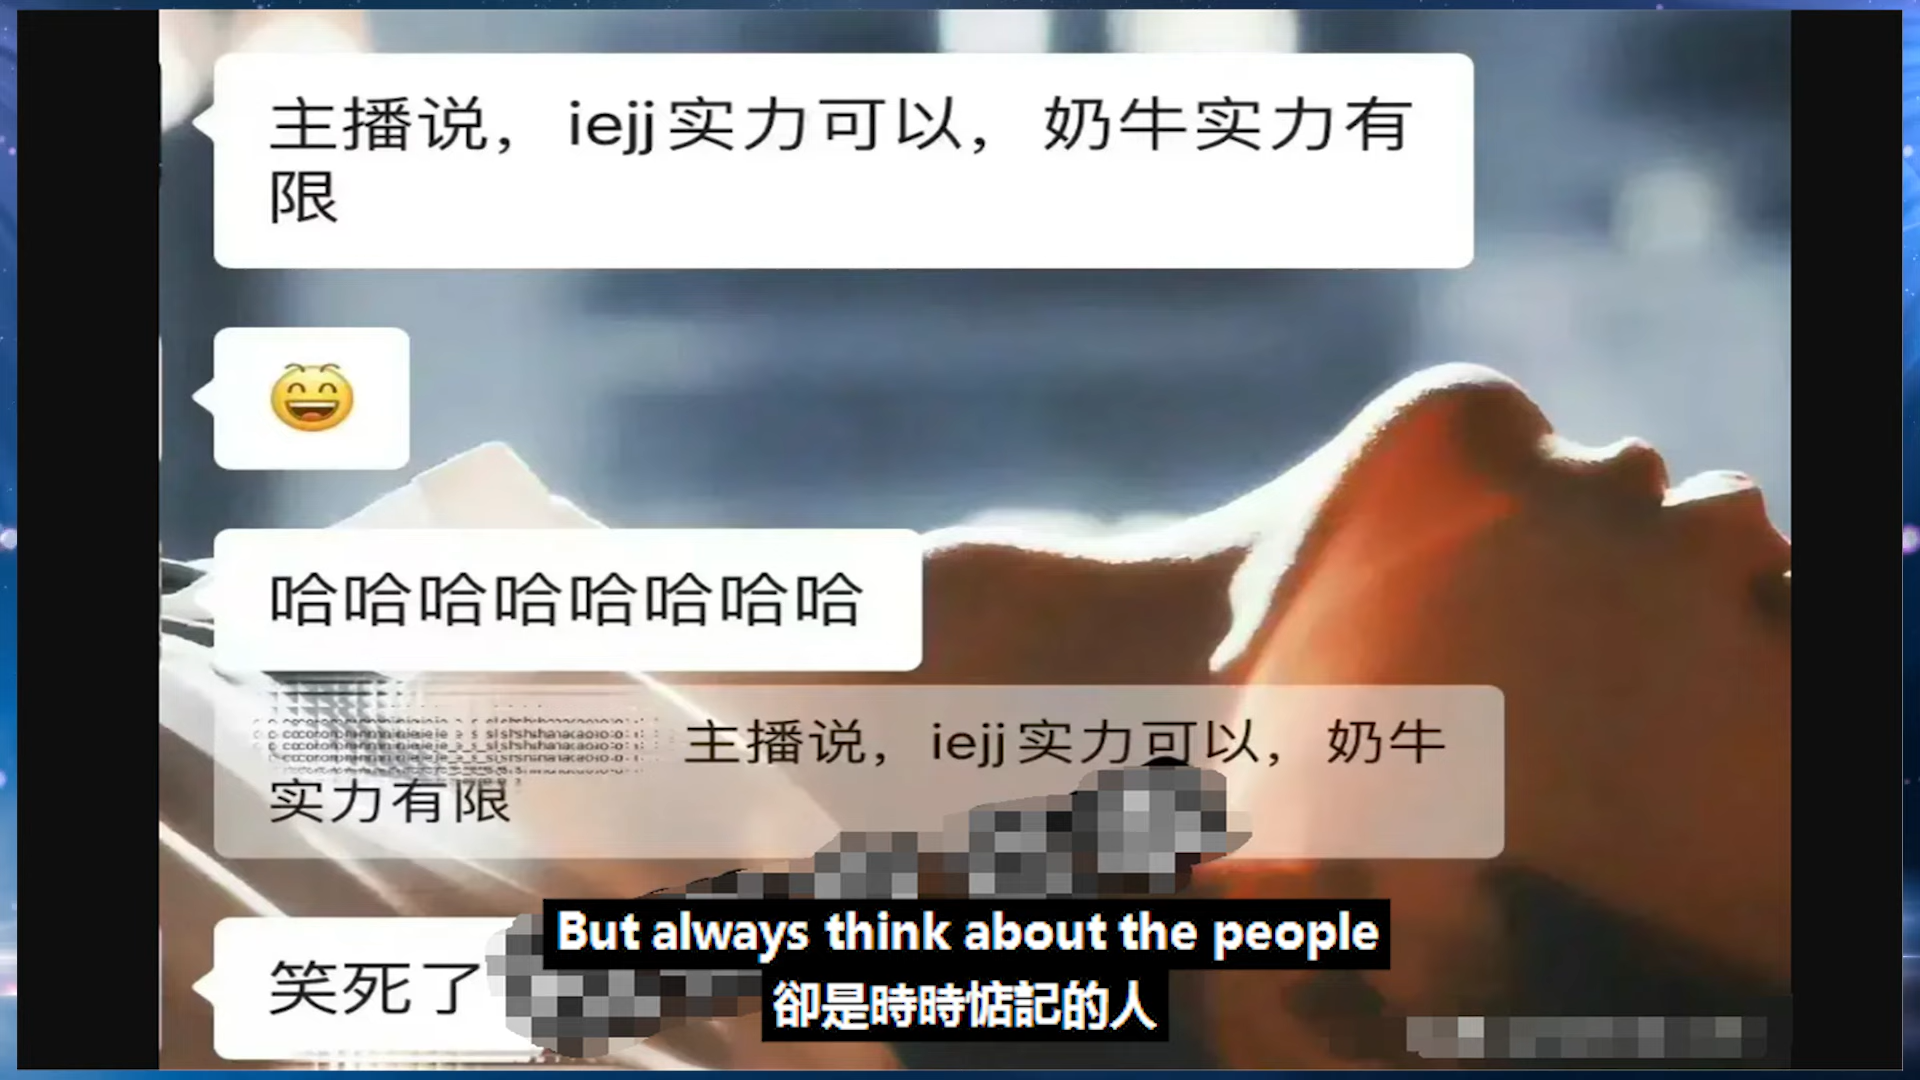 主播说，iejj实力可以，奶牛实力有
限
哈哈哈哈哈哈哈哈
主播说，iejj实力可以，奶牛
实力有限
笑死了
But always think about the people
卻是時時惦記的人